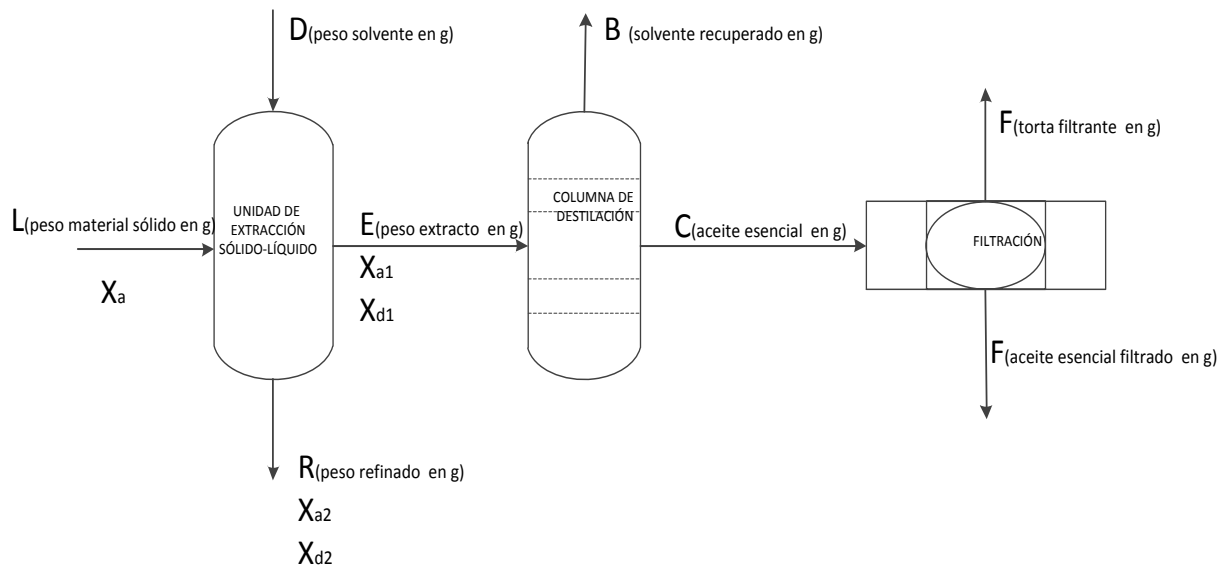 D(peso solvente en g)
B (solvente recuperado en g)
F(torta filtrante en g)
UNIDAD DE
EXTRACCIÓN
SÓLIDO-LÍQUIDO
COLUMNA DE
DESTILACIÓN
L(peso material sólido en g)
Xa
E(peso extracto en g)
Xa1
Xd1
C(aceite esencial en g)
FILTRACIÓN
F(aceite esencial filtrado en g)
R(peso refinado en g)
Xa2
Xd2